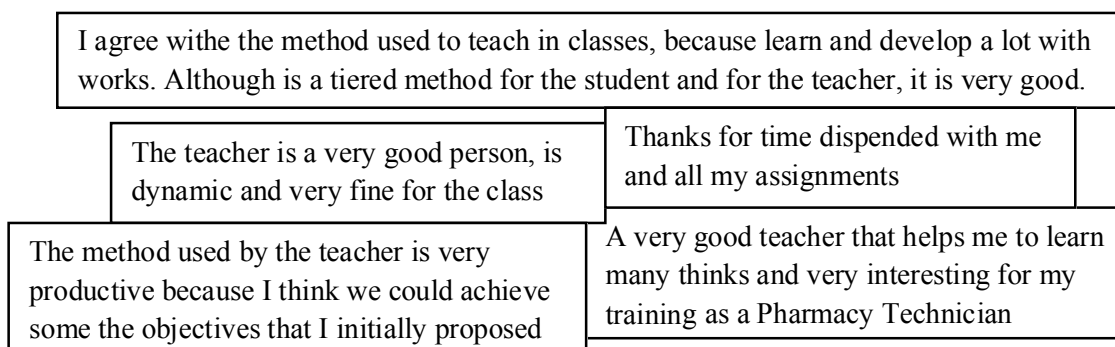 I agree withe the method used to teach in classes, because learn and develop a lot with
works. Although is a tiered method for the student and for the teacher, it is very good.
The teacher is a very good person, is
dynamic and very fine for the class
Thanks for time dispended with me
and all my assignments
The method used by the teacher is very
productive because I think we could achieve
some the objectives that I initially proposed
A very good teacher that helps me to learn
many thinks and very interesting for my
training as a Pharmacy Technician